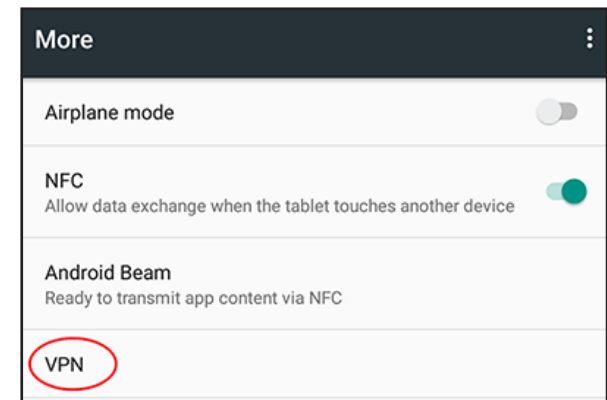 More
Airplane mode
NFC
Allow data exchange when the tablet touches another device
Android Beam
Ready to transmit app content via NFC
VPN